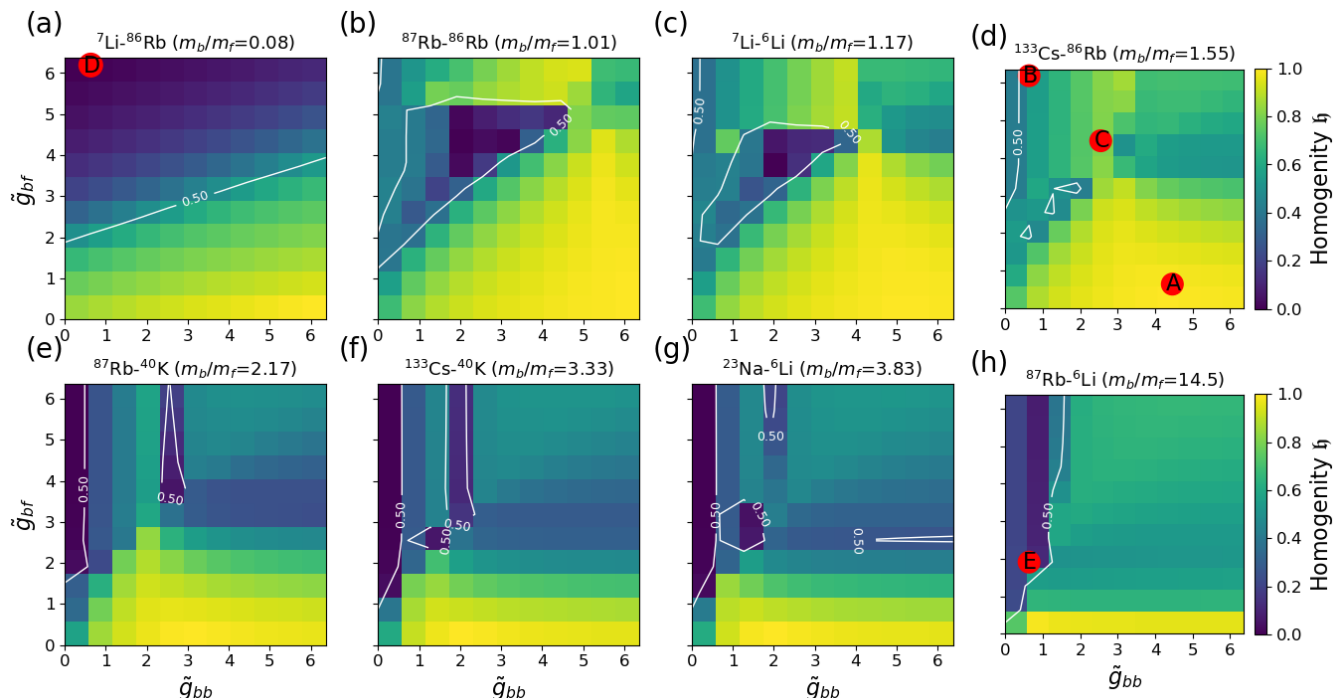 (a)
⁷Li-⁸⁶Rb (m_b/m_f=0.08)
D
0.50
g̃_bf
6
5
4
3
2
1
0
0 1 2 3 4 5 6
(b)
⁸⁷Rb-⁸⁶Rb (m_b/m_f=1.01)
0.50
0 1 2 3 4 5 6
(c)
⁷Li-⁶Li (m_b/m_f=1.17)
0.50
0.50
0 1 2 3 4 5 6
(d)
¹³³Cs-⁸⁶Rb (m_b/m_f=1.55)
B
0.50
C
A
0 1 2 3 4 5 6
1.0
0.8
0.6
0.4
0.2
0.0
Homogenity 𝔥
(e)
⁸⁷Rb-⁴⁰K (m_b/m_f=2.17)
0.50
0.50
g̃_bf
6
5
4
3
2
1
0
0 1 2 3 4 5 6
g̃_bb
(f)
¹³³Cs-⁴⁰K (m_b/m_f=3.33)
0.50
0.50
0.50
0 1 2 3 4 5 6
(g)
²³Na-⁶Li (m_b/m_f=3.83)
0.50
0.50
0.50
0.50
0 1 2 3 4 5 6
g̃_bb
(h)
⁸⁷Rb-⁶Li (m_b/m_f=14.5)
0.50
E
0 1 2 3 4 5 6
g̃_bb
1.0
0.8
0.6
0.4
0.2
0.0
Homogenity 𝔥